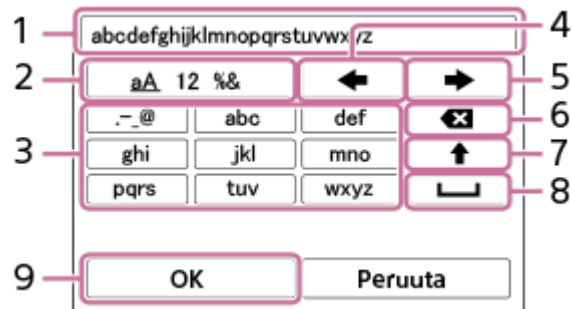 1 abcdefghijklmnopqrstuvwxyz 4
2 aA 12 %& 5
.-_@ abc def 6
3 ghi jkl mno 7
pqrs tuv wxyz 8
9 OK Peruuta